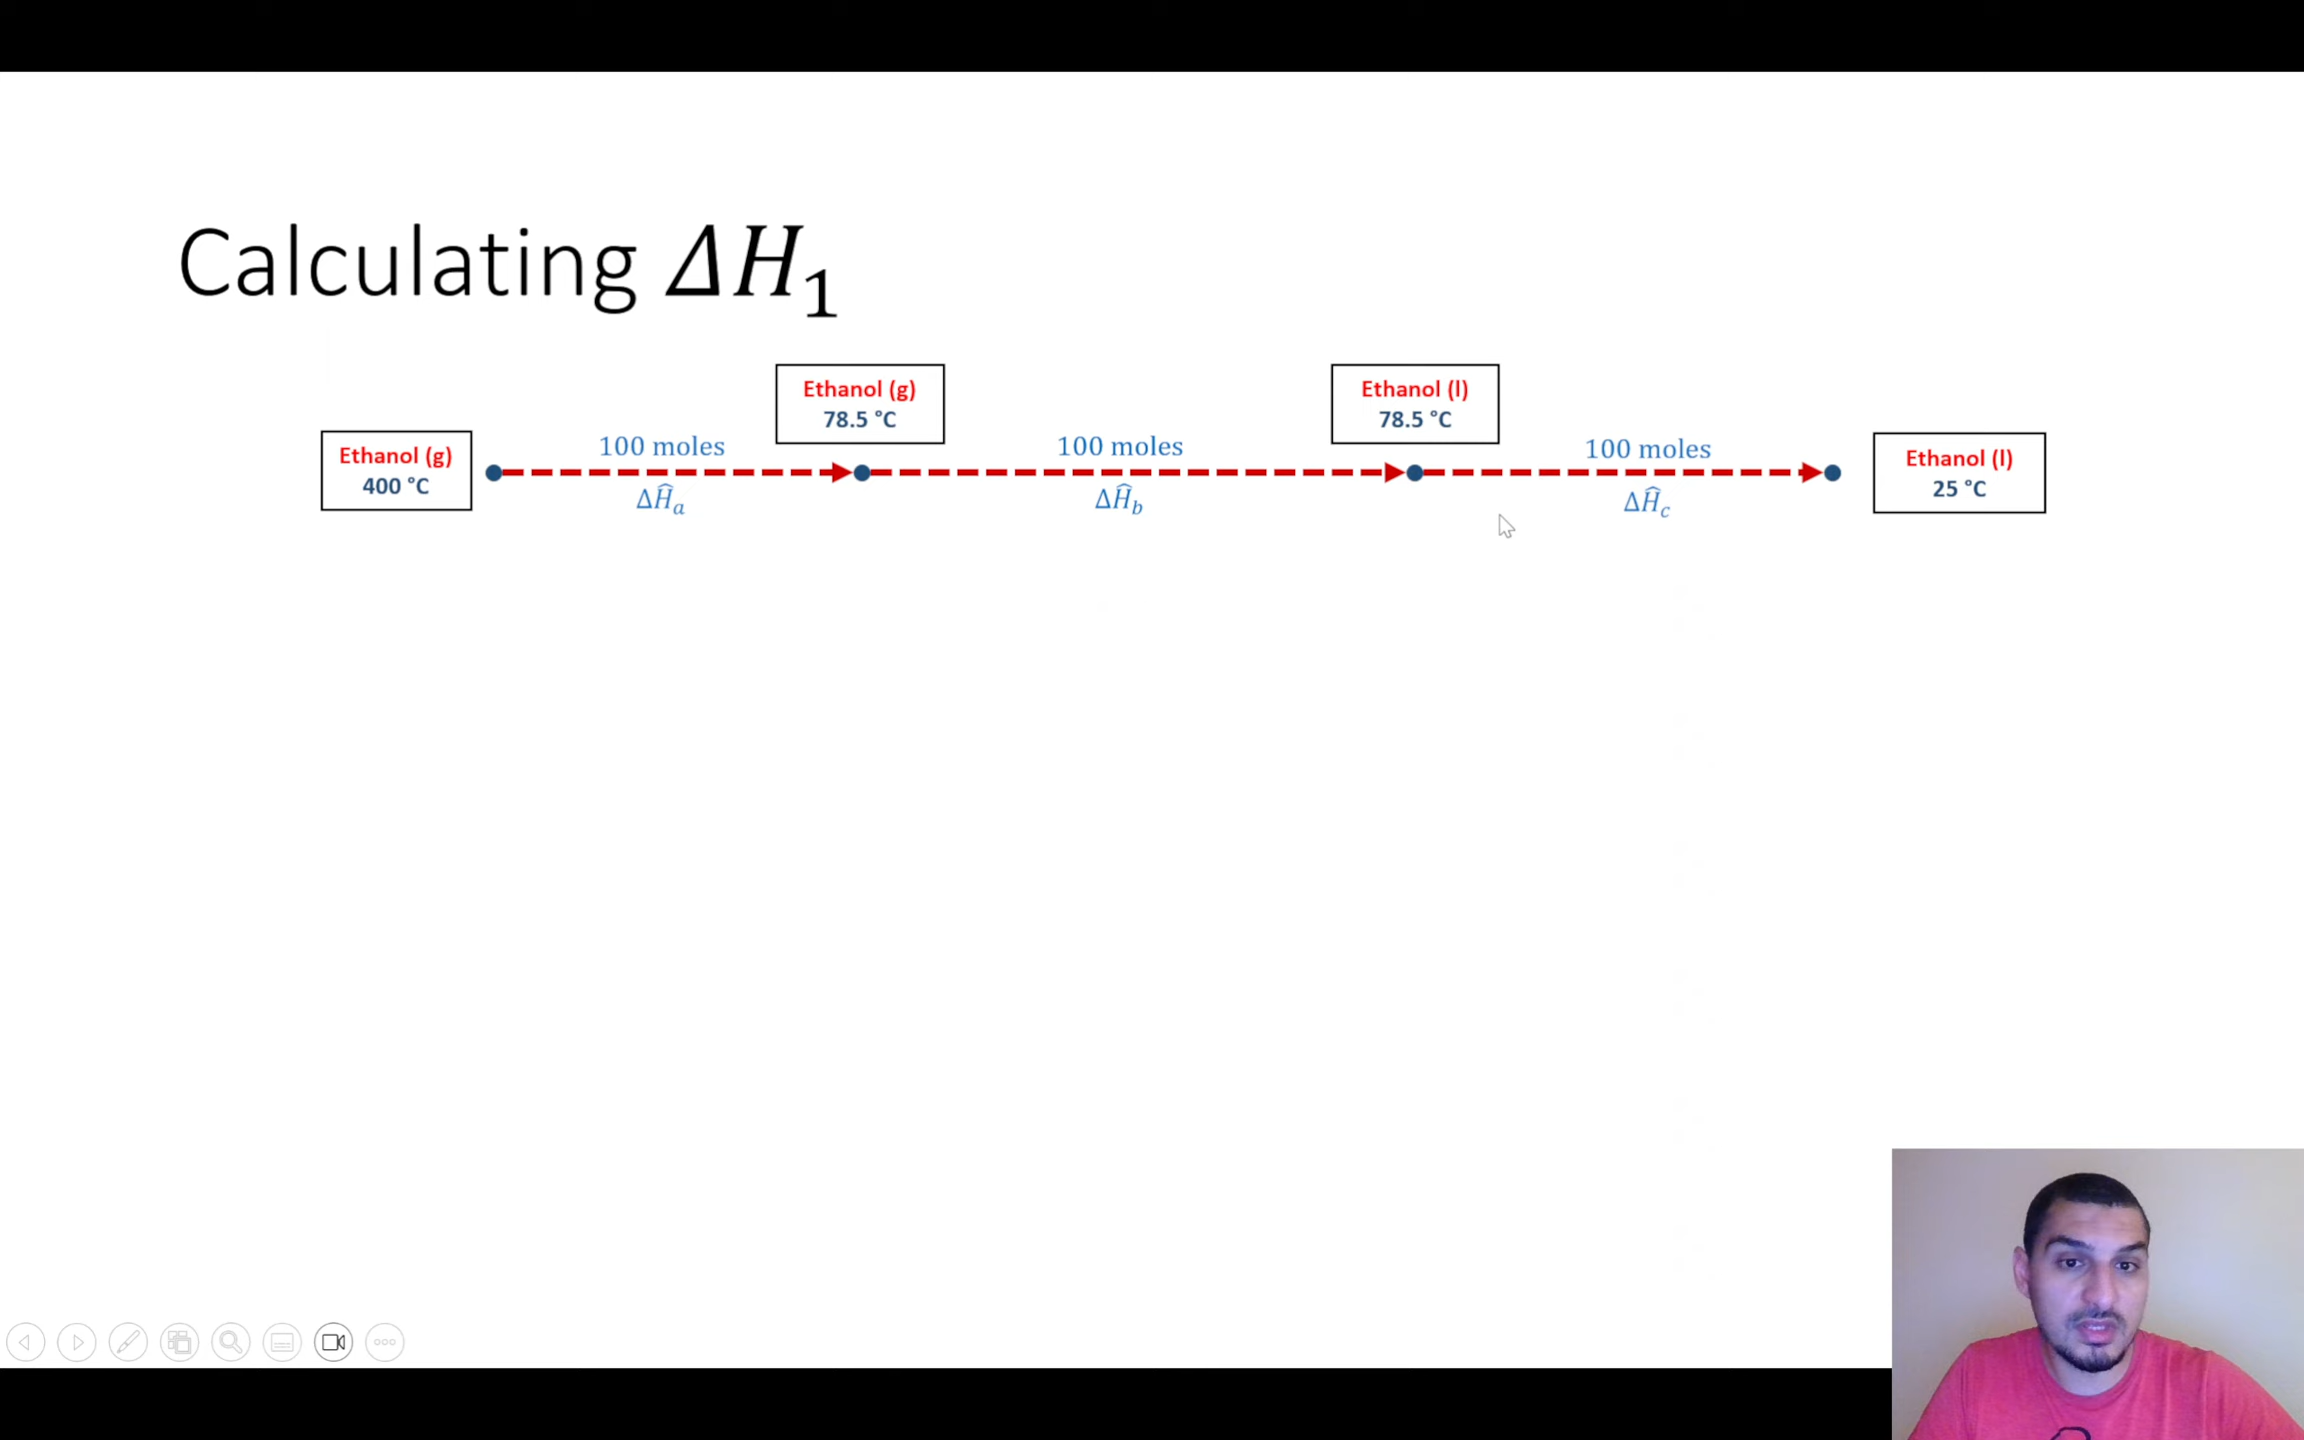 Calculating ΔH₁
Ethanol (g)
78.5 °C
Ethanol (l)
78.5 °C
Ethanol (g)
400 °C
100 moles
ΔĤₐ
100 moles
ΔĤ_b
100 moles
ΔĤ_c
Ethanol (l)
25 °C